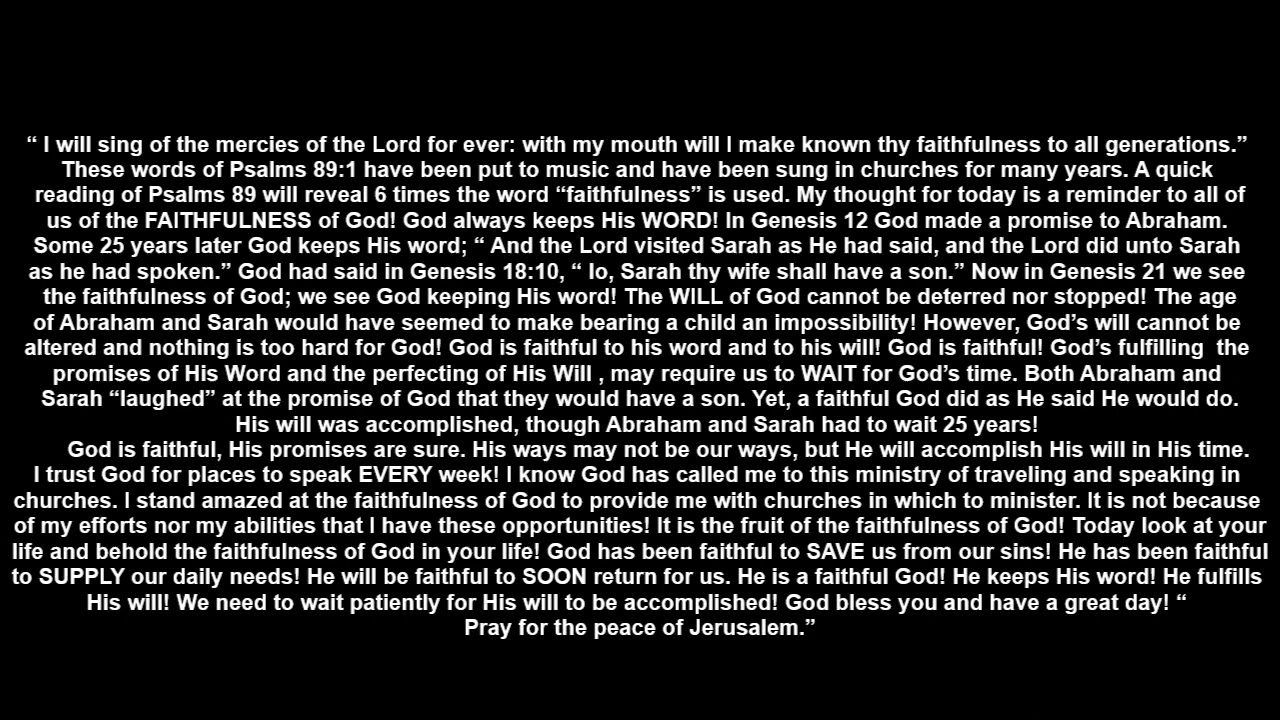 “ I will sing of the mercies of the Lord for ever: with my mouth will I make known thy faithfulness to all generations.”
These words of Psalms 89:1 have been put to music and have been sung in churches for many years. A quick
reading of Psalms 89 will reveal 6 times the word “faithfulness” is used. My thought for today is a reminder to all of
us of the FAITHFULNESS of God! God always keeps His WORD! In Genesis 12 God made a promise to Abraham.
Some 25 years later God keeps His word; “ And the Lord visited Sarah as He had said, and the Lord did unto Sarah
as he had spoken.” God had said in Genesis 18:10, “ lo, Sarah thy wife shall have a son.” Now in Genesis 21 we see
the faithfulness of God; we see God keeping His word! The WILL of God cannot be deterred nor stopped! The age
of Abraham and Sarah would have seemed to make bearing a child an impossibility! However, God’s will cannot be
altered and nothing is too hard for God! God is faithful to his word and to his will! God is faithful! God’s fulfilling  the
promises of His Word and the perfecting of His Will , may require us to WAIT for God’s time. Both Abraham and
Sarah “laughed” at the promise of God that they would have a son. Yet, a faithful God did as He said He would do.
His will was accomplished, though Abraham and Sarah had to wait 25 years!
God is faithful, His promises are sure. His ways may not be our ways, but He will accomplish His will in His time.
I trust God for places to speak EVERY week! I know God has called me to this ministry of traveling and speaking in
churches. I stand amazed at the faithfulness of God to provide me with churches in which to minister. It is not because
of my efforts nor my abilities that I have these opportunities! It is the fruit of the faithfulness of God! Today look at your
life and behold the faithfulness of God in your life! God has been faithful to SAVE us from our sins! He has been faithful
to SUPPLY our daily needs! He will be faithful to SOON return for us. He is a faithful God! He keeps His word! He fulfills
His will! We need to wait patiently for His will to be accomplished! God bless you and have a great day! “
Pray for the peace of Jerusalem.”